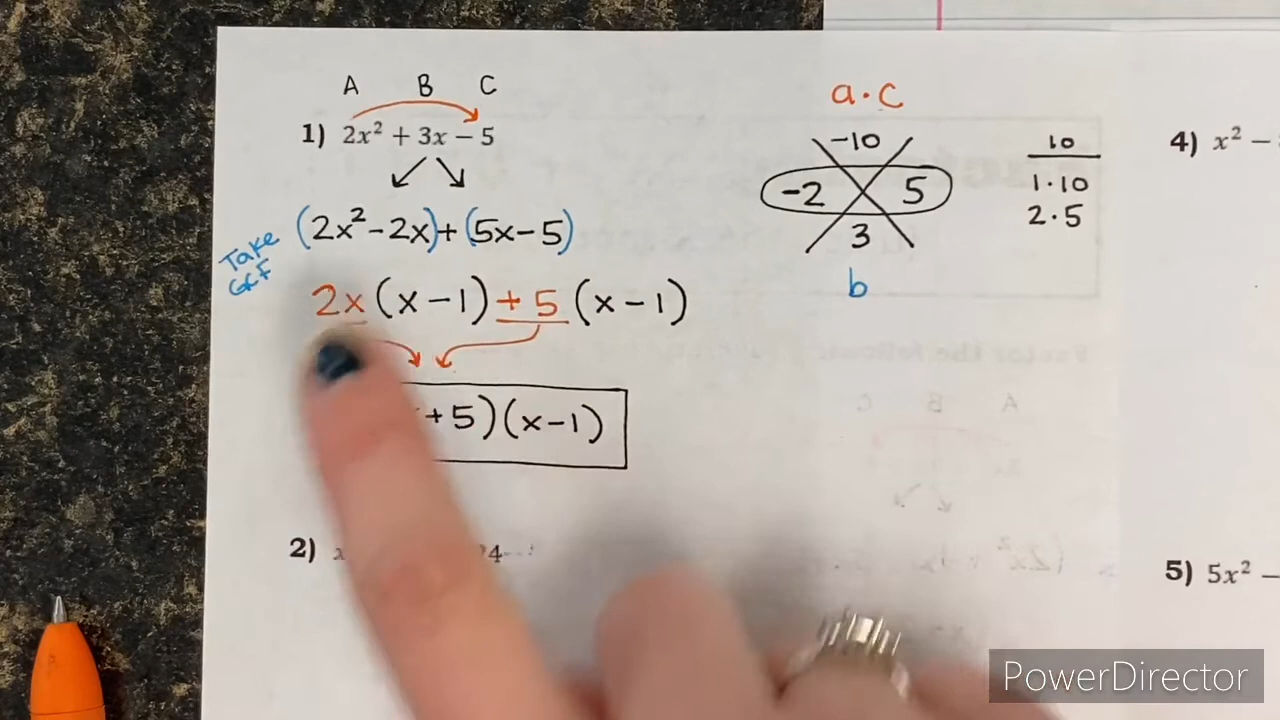 A B C
1) 2x² + 3x − 5
(2x² - 2x) + (5x - 5)
Take
GCF
2x (x - 1) + 5 (x - 1)
+ 5) (x - 1)
2)
24
a · c
-10
-2 5
3
b
10
1 · 10
2 · 5
4) x² −
5) 5x² −
PowerDirector